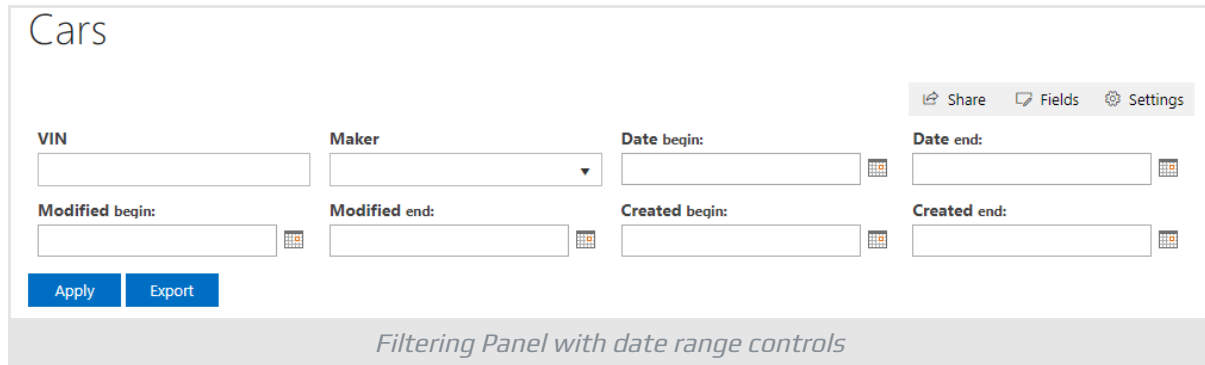 Cars
Share Fields Settings
VIN Maker Date begin: Date end:
Modified begin: Modified end: Created begin: Created end:
Apply Export
Filtering Panel with date range controls